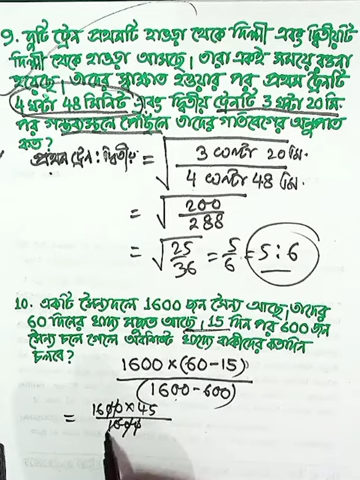 9. দুটি ট্রেন প্রথমটি হাওড়া থেকে দিল্লী এবং দ্বিতীয়টি
দিল্লী থেকে হাওড়া আসছে। তারা একই সময়ে রওনা
হয়েছে। তাদের সাক্ষাত হওয়ার পর প্রথম ট্রেনটি
4 ঘন্টা 48 মিনিট এবং দ্বিতীয় ট্রেনটি 3 ঘন্টা 20 মি.
পর গন্তব্যস্থলে পৌঁছলে তাদের গতিবেগের অনুপাত
কত?
প্রথম ট্রেন : দ্বিতীয় = √(3 ঘন্টা 20 মি. / 4 ঘন্টা 48 মি.)
= √(200/288)
= √(25/36) = 5/6 = 5:6
10. একটি সৈন্যদলে 1600 জন সৈন্য আছে। তাদের
60 দিনের খাদ্য মজুত আছে। 15 দিন পর 600 জন
সৈন্য চলে গেলে অবশিষ্ট খাদ্যে বাকীদের কতদিন
চলবে?
1600 × (60 - 15)
(1600 - 600)
= 1600 × 45
1000